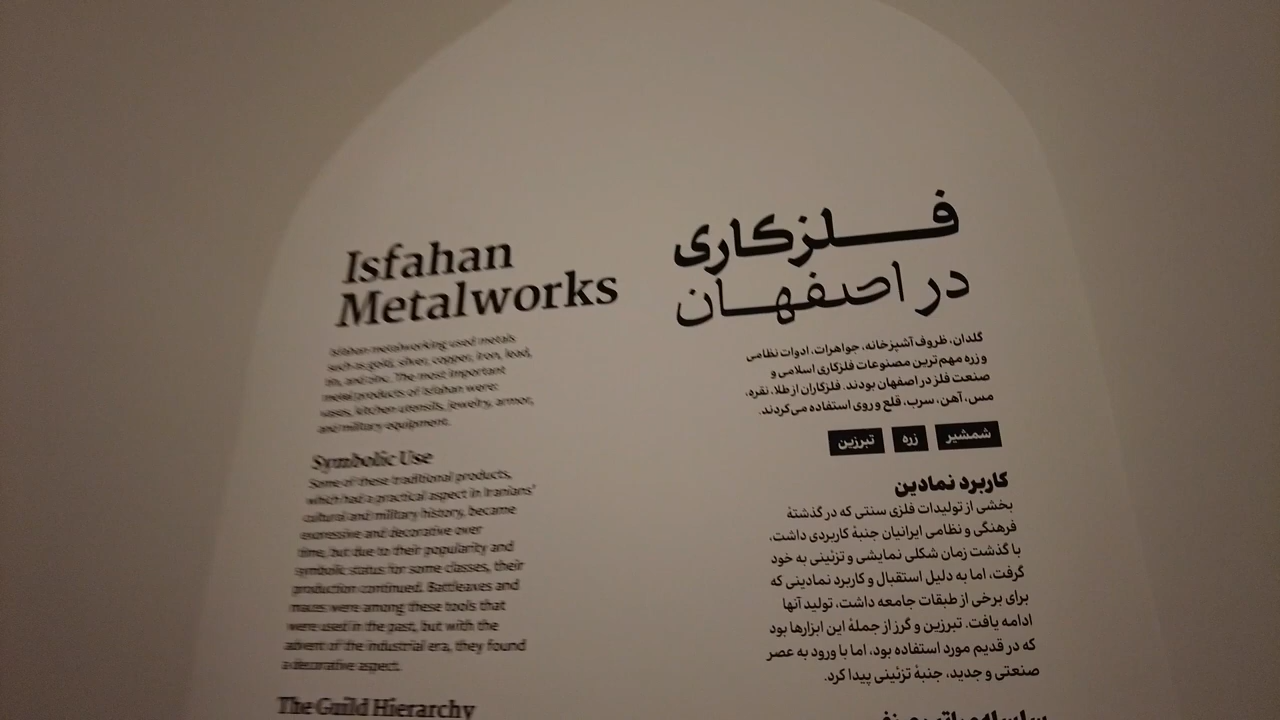 Isfahan
Metalworks
Isfahan metalworking used metals
such as gold, silver, copper, iron, lead,
tin, and zinc. The most important
metal products of Isfahan were:
vases, kitchen utensils, jewelry, armor,
and military equipment.
Symbolic Use
Some of these traditional products,
which had a practical aspect in Iranians'
cultural and military history, became
expressive and decorative over
time, but due to their popularity and
symbolic status for some classes, their
production continued. Battleaxes and
maces were among these tools that
were used in the past, but with the
advent of the industrial era, they found
a decorative aspect.
The Guild Hierarchy
فلزکاری
در اصفهان
گلدان، ظروف آشپزخانه، جواهرات، ادوات نظامی
و زره مهم‌ترین مصنوعات فلزکاری اسلامی و
صنعت فلز در اصفهان بودند. فلزکاران از طلا، نقره،
مس، آهن، سرب، قلع و روی استفاده می‌کردند.
شمشیر زره تبرزین
کاربرد نمادین
بخشی از تولیدات فلزی سنتی که در گذشتهٔ
فرهنگی و نظامی ایرانیان جنبهٔ کاربردی داشت،
با گذشت زمان شکلی نمایشی و تزئینی به خود
گرفت، اما به دلیل استقبال و کاربرد نمادینی که
برای برخی از طبقات جامعه داشت، تولید آنها
ادامه یافت. تبرزین و گرز از جملهٔ این ابزارها بود
که در قدیم مورد استفاده بود، اما با ورود به عصر
صنعتی و جدید، جنبهٔ تزئینی پیدا کرد.